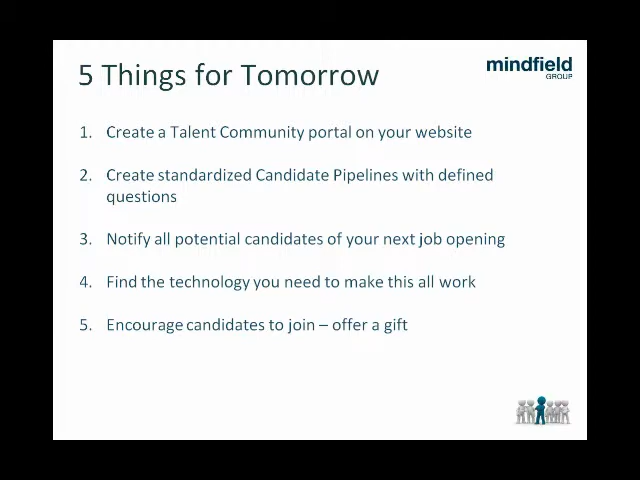 5 Things for Tomorrow
mindfield
GROUP
1. Create a Talent Community portal on your website
2. Create standardized Candidate Pipelines with defined
questions
3. Notify all potential candidates of your next job opening
4. Find the technology you need to make this all work
5. Encourage candidates to join – offer a gift